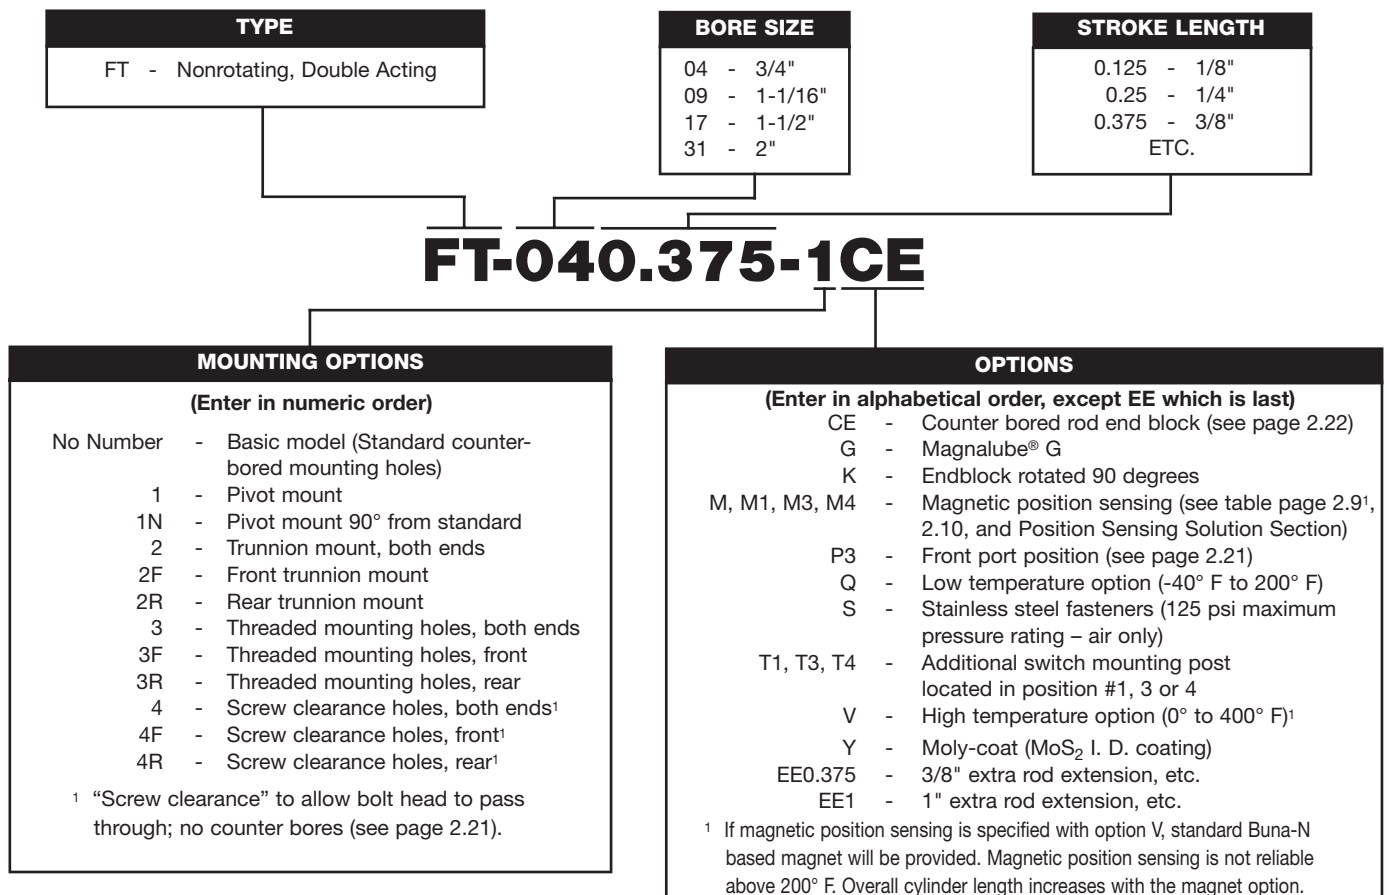 TYPE
FT - Nonrotating, Double Acting
BORE SIZE
04 - 3/4"
09 - 1-1/16"
17 - 1-1/2"
31 - 2"
STROKE LENGTH
0.125 - 1/8"
0.25 - 1/4"
0.375 - 3/8"
ETC.
FT-040.375-1CE
MOUNTING OPTIONS
(Enter in numeric order)
No Number - Basic model (Standard counter-
bored mounting holes)
1 - Pivot mount
1N - Pivot mount 90° from standard
2 - Trunnion mount, both ends
2F - Front trunnion mount
2R - Rear trunnion mount
3 - Threaded mounting holes, both ends
3F - Threaded mounting holes, front
3R - Threaded mounting holes, rear
4 - Screw clearance holes, both ends¹
4F - Screw clearance holes, front¹
4R - Screw clearance holes, rear¹
¹ "Screw clearance" to allow bolt head to pass
through; no counter bores (see page 2.21).
OPTIONS
(Enter in alphabetical order, except EE which is last)
CE - Counter bored rod end block (see page 2.22)
G - Magnalube® G
K - Endblock rotated 90 degrees
M, M1, M3, M4 - Magnetic position sensing (see table page 2.9¹,
2.10, and Position Sensing Solution Section)
P3 - Front port position (see page 2.21)
Q - Low temperature option (-40° F to 200° F)
S - Stainless steel fasteners (125 psi maximum
pressure rating – air only)
T1, T3, T4 - Additional switch mounting post
located in position #1, 3 or 4
V - High temperature option (0° to 400° F)¹
Y - Moly-coat (MoS₂ I. D. coating)
EE0.375 - 3/8" extra rod extension, etc.
EE1 - 1" extra rod extension, etc.
¹ If magnetic position sensing is specified with option V, standard Buna-N
based magnet will be provided. Magnetic position sensing is not reliable
above 200° F. Overall cylinder length increases with the magnet option.